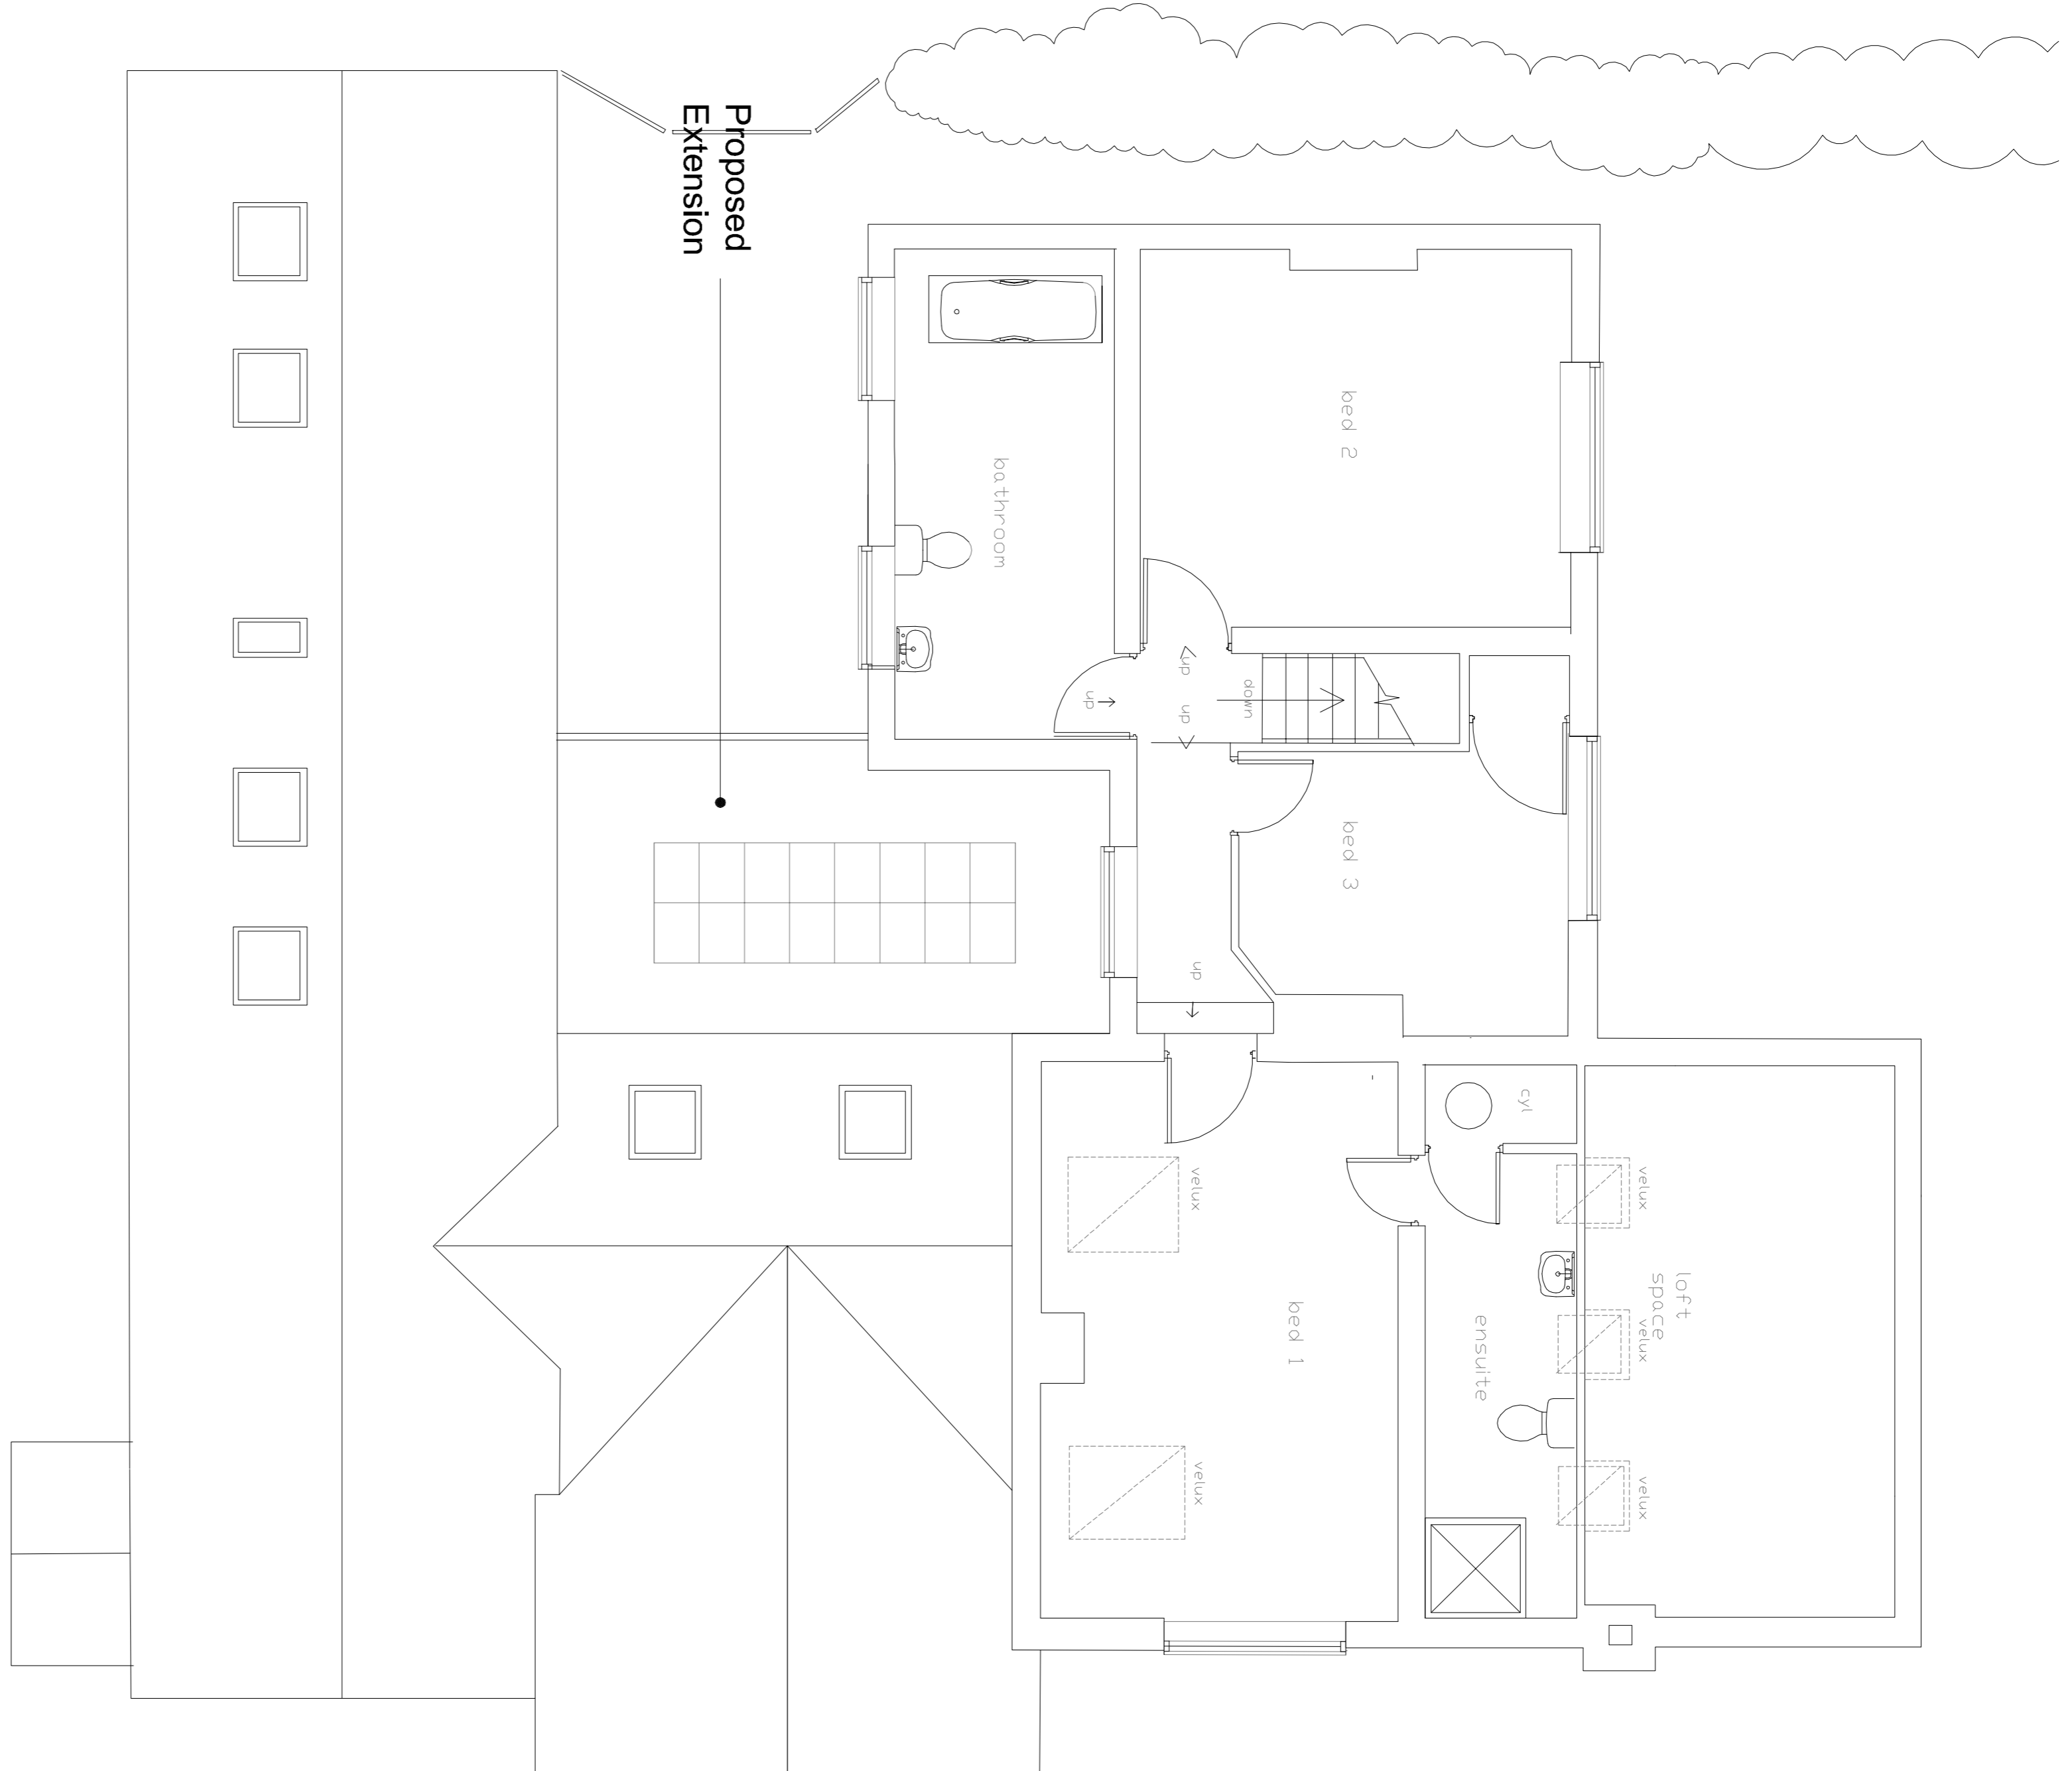 Proposed
Extension
bed 2
bathroom
up
up
up
down
bed 3
up
cyl
velux
velux
loft
space
velux
bed 1
ensuite
velux
velux